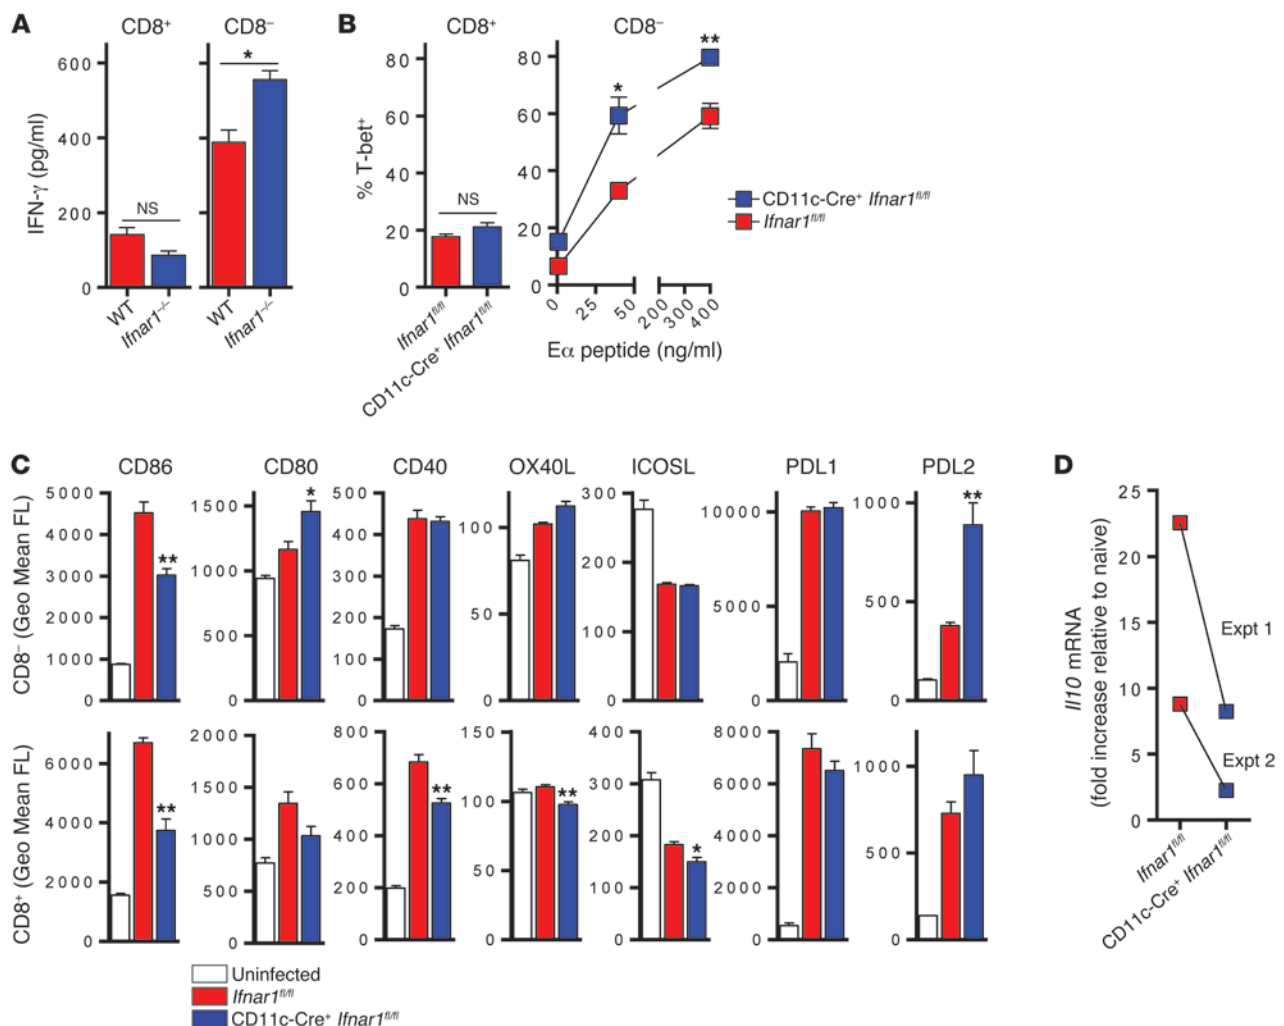 A
CD8+
CD8–
IFN-γ (pg/ml)
600
400
200
0
NS
*
WT
Ifnar1–/–
WT
Ifnar1–/–
B
CD8+
CD8–
% T-bet+
80
60
40
20
0
NS
Ifnar1fl/fl
CD11c-Cre+ Ifnar1fl/fl
80
60
40
20
0
*
**
0
25
50
200
300
400
Eα peptide (ng/ml)
CD11c-Cre+ Ifnar1fl/fl
Ifnar1fl/fl
C
CD86
CD80
CD40
OX40L
ICOSL
PDL1
PDL2
CD8– (Geo Mean FL)
5000
4000
3000
2000
1000
0
**
1500
1000
500
0
*
500
400
300
200
100
0
100
50
0
300
200
100
0
10000
5000
0
1000
500
0
**
CD8+ (Geo Mean FL)
6000
4000
2000
0
**
2000
1500
1000
500
0
800
600
400
200
0
**
150
100
50
0
**
400
300
200
100
0
*
8000
6000
4000
2000
0
1000
500
0
Uninfected
Ifnar1fl/fl
CD11c-Cre+ Ifnar1fl/fl
D
Il10 mRNA
(fold increase relative to naive)
25
20
15
10
5
0
Expt 1
Expt 2
Ifnar1fl/fl
CD11c-Cre+ Ifnar1fl/fl